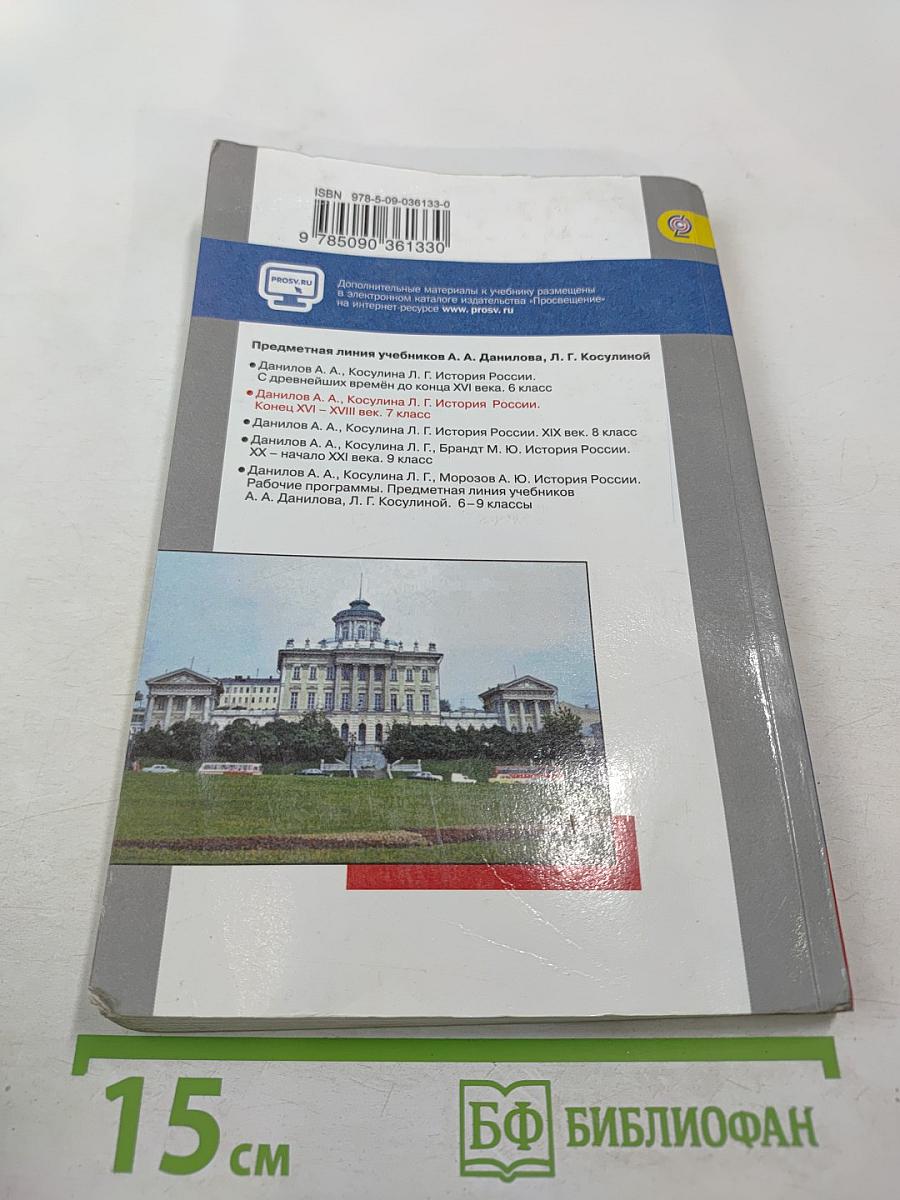 ISBN 978-5-09-036133-0
9 785090 361330
PROSV.RU
Дополнительные материалы к учебнику размещены
в электронном каталоге издательства «Просвещение»
на интернет-ресурсе www. prosv. ru
Предметная линия учебников А. А. Данилова, Л. Г. Косулиной
• Данилов А. А., Косулина Л. Г. История России.
С древнейших времён до конца XVI века. 6 класс
• Данилов А. А., Косулина Л. Г. История России.
Конец XVI – XVIII век. 7 класс
• Данилов А. А., Косулина Л. Г. История России. XIX век. 8 класс
• Данилов А. А., Косулина Л. Г., Брандт М. Ю. История России.
XX – начало XXI века. 9 класс
• Данилов А. А., Косулина Л. Г., Морозов А. Ю. История России.
Рабочие программы. Предметная линия учебников
А. А. Данилова, Л. Г. Косулиной. 6–9 классы
15 см
БФ БИБЛИОФАН